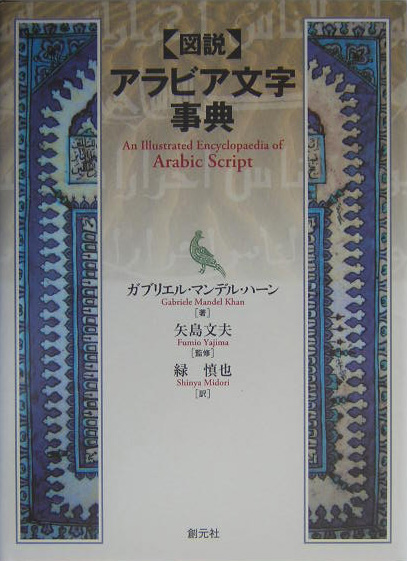 【図説】
アラビア文字
事典
An Illustrated Encyclopaedia of
Arabic Script
ガブリエル・マンデル・ハーン
Gabriele Mandel Khan
[著]
矢島文夫
Fumio Yajima
[監修]
緑 慎也
Shinya Midori
[訳]
創元社